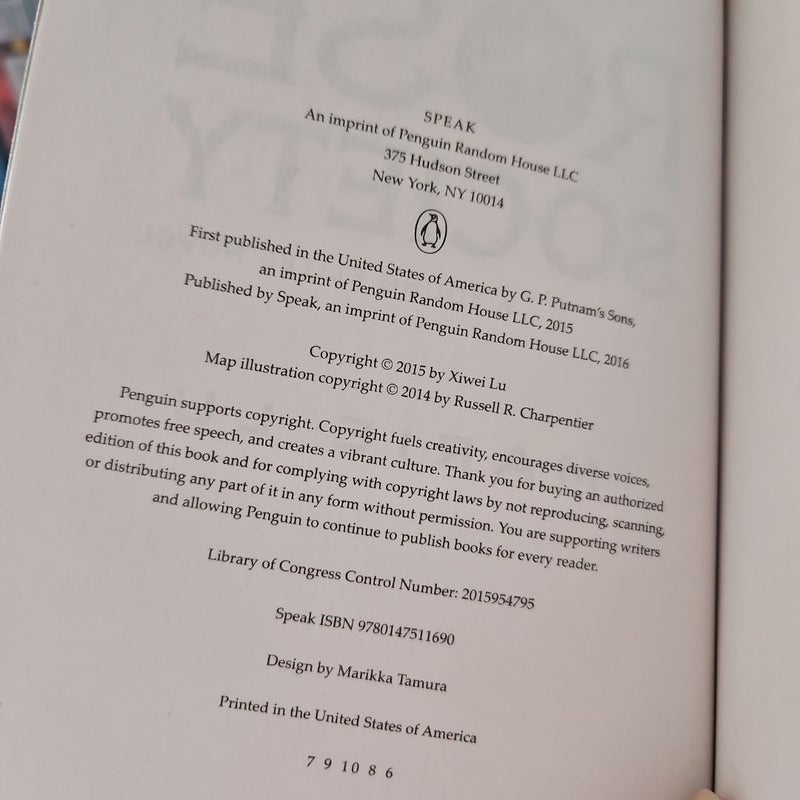 SPEAK
An imprint of Penguin Random House LLC
375 Hudson Street
New York, NY 10014
First published in the United States of America by G. P. Putnam's Sons,
an imprint of Penguin Random House LLC, 2015
Published by Speak, an imprint of Penguin Random House LLC, 2016
Copyright © 2015 by Xiwei Lu
Map illustration copyright © 2014 by Russell R. Charpentier
Penguin supports copyright. Copyright fuels creativity, encourages diverse voices,
promotes free speech, and creates a vibrant culture. Thank you for buying an authorized
edition of this book and for complying with copyright laws by not reproducing, scanning,
or distributing any part of it in any form without permission. You are supporting writers
and allowing Penguin to continue to publish books for every reader.
Library of Congress Control Number: 2015954795
Speak ISBN 9780147511690
Design by Marikka Tamura
Printed in the United States of America
7 9 10 8 6